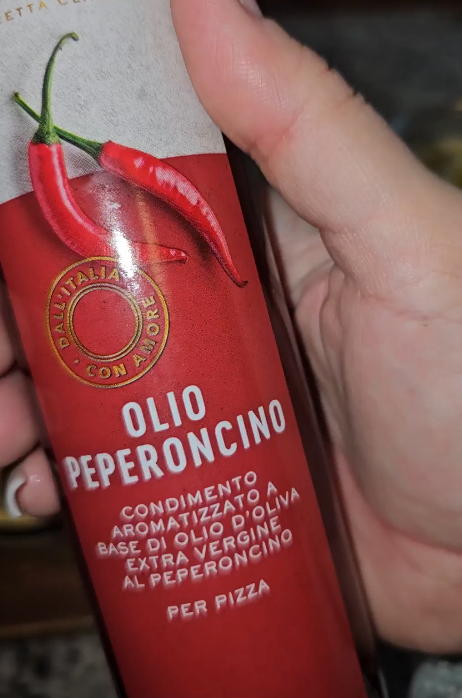 DALL'ITALIA
CON AMORE
OLIO
PEPERONCINO
CONDIMENTO
AROMATIZZATO A
BASE DI OLIO D'OLIVA
EXTRA VERGINE
AL PEPERONCINO
PER PIZZA